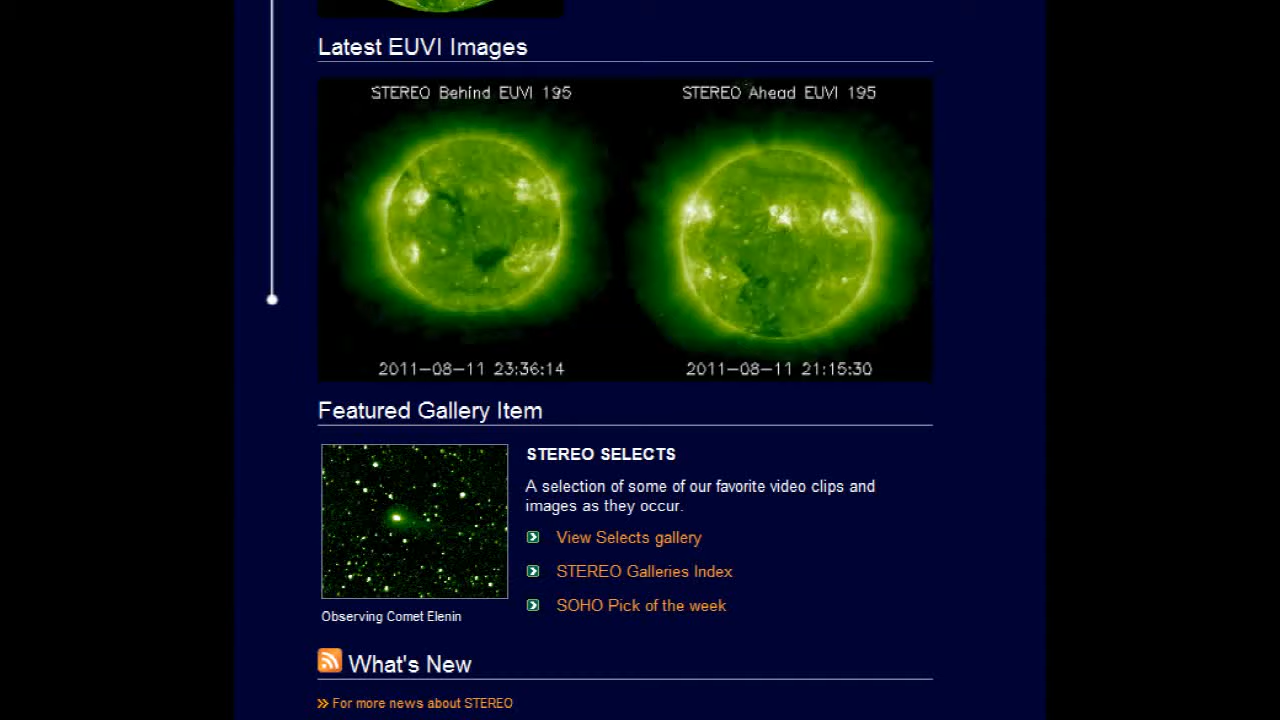 Latest EUVI Images
STEREO Behind EUVI 195
STEREO Ahead EUVI 195
2011-08-11 23:36:14
2011-08-11 21:15:30
Featured Gallery Item
STEREO SELECTS
A selection of some of our favorite video clips and
images as they occur.
View Selects gallery
STEREO Galleries Index
SOHO Pick of the week
Observing Comet Elenin
What's New
For more news about STEREO